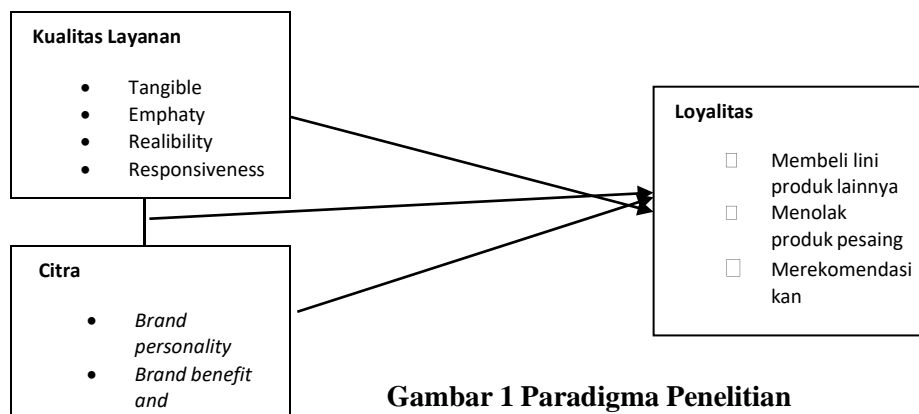 Kualitas Layanan
• Tangible
• Emphaty
• Realibility
• Responsiveness
Citra
• Brand
personality
• Brand benefit
and
Loyalitas
Membeli lini
produk lainnya
Menolak
produk pesaing
Merekomendasi
kan
Gambar 1 Paradigma Penelitian